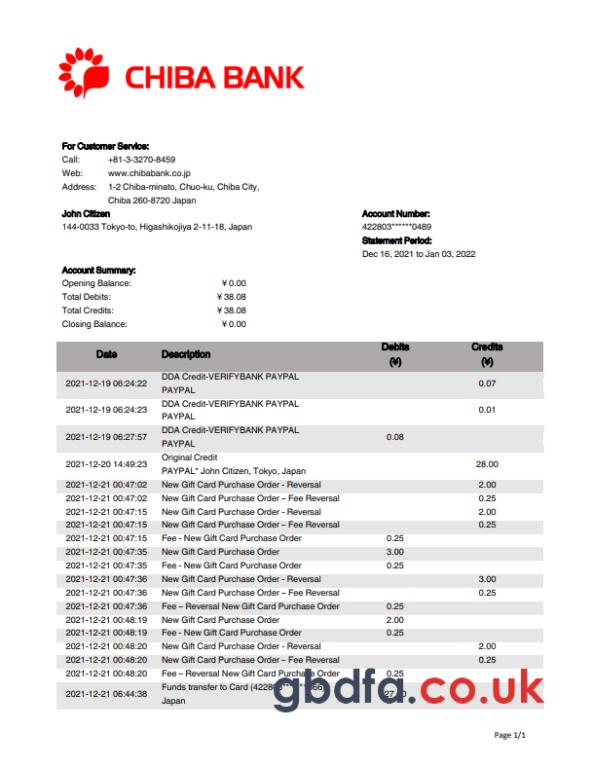 CHIBA BANK
For Customer Service:
Call: +81-3-3270-8459
Web: www.chibabank.co.jp
Address: 1-2 Chiba-minato, Chuo-ku, Chiba City,
Chiba 260-8720 Japan
John Citizen Account Number:
144-0033 Tokyo-to, Higashikojiya 2-11-18, Japan 422803******0489
Statement Period:
Dec 16, 2021 to Jan 03, 2022
Account Summary:
Opening Balance: ¥ 0.00
Total Debits: ¥ 38.08
Total Credits: ¥ 38.08
Closing Balance: ¥ 0.00
Date Description Debits (¥) Credits (¥)
2021-12-19 06:24:22 DDA Credit-VERIFYBANK PAYPAL
PAYPAL 0.07
2021-12-19 06:24:23 DDA Credit-VERIFYBANK PAYPAL
PAYPAL 0.01
2021-12-19 06:27:57 DDA Credit-VERIFYBANK PAYPAL
PAYPAL 0.08
2021-12-20 14:49:23 Original Credit
PAYPAL* John Citizen, Tokyo, Japan 28.00
2021-12-21 00:47:02 New Gift Card Purchase Order - Reversal 2.00
2021-12-21 00:47:02 New Gift Card Purchase Order – Fee Reversal 0.25
2021-12-21 00:47:15 New Gift Card Purchase Order - Reversal 2.00
2021-12-21 00:47:15 New Gift Card Purchase Order – Fee Reversal 0.25
2021-12-21 00:47:15 Fee - New Gift Card Purchase Order 0.25
2021-12-21 00:47:35 New Gift Card Purchase Order 3.00
2021-12-21 00:47:35 Fee - New Gift Card Purchase Order 0.25
2021-12-21 00:47:36 New Gift Card Purchase Order - Reversal 3.00
2021-12-21 00:47:36 New Gift Card Purchase Order – Fee Reversal 0.25
2021-12-21 00:47:36 Fee – Reversal New Gift Card Purchase Order 0.25
2021-12-21 00:48:19 New Gift Card Purchase Order 2.00
2021-12-21 00:48:19 Fee - New Gift Card Purchase Order 0.25
2021-12-21 00:48:20 New Gift Card Purchase Order - Reversal 2.00
2021-12-21 00:48:20 New Gift Card Purchase Order – Fee Reversal 0.25
2021-12-21 00:48:20 Fee – Reversal New Gift Card Purchase Order 0.25
2021-12-21 06:44:38 Funds transfer to Card
Japan
gbdfa.co.uk
Page 1/1